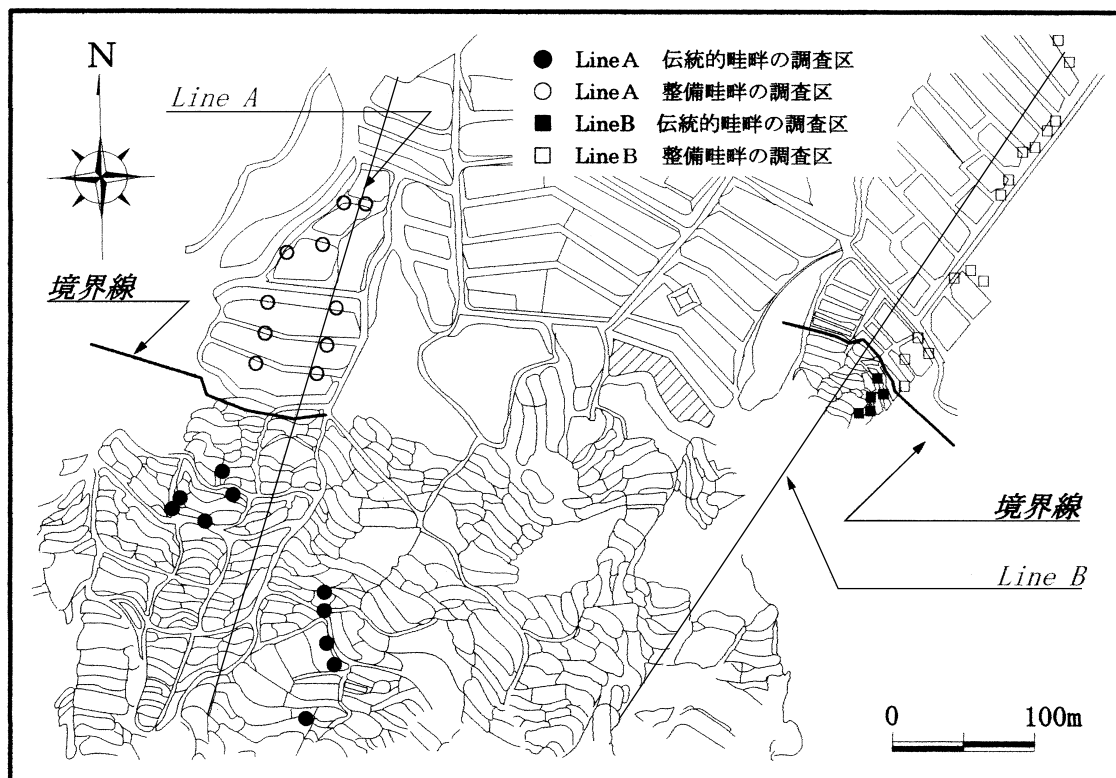 N
Line A
● Line A 伝統的畦畔の調査区
○ Line A 整備畦畔の調査区
■ Line B 伝統的畦畔の調査区
□ Line B 整備畦畔の調査区
境界線
境界線
Line B
0 100m